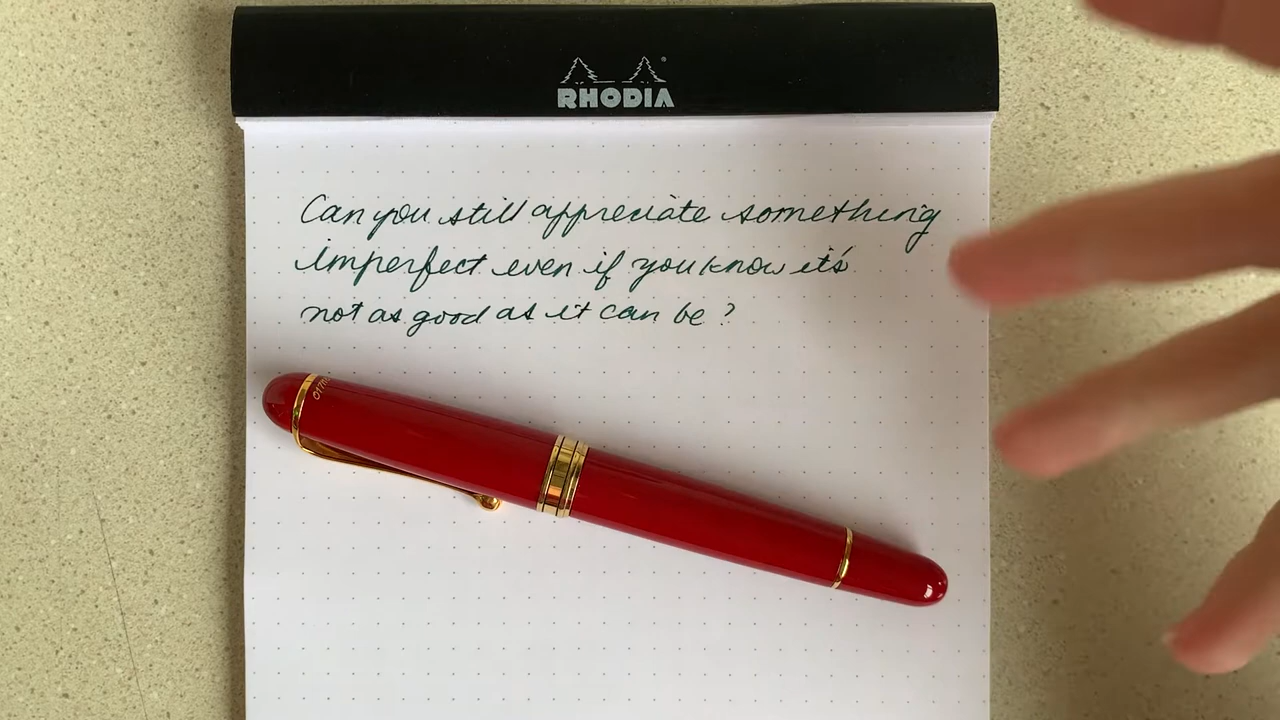 RHODIA
Can you still appreciate something
imperfect even if you know it's
not as good as it can be?